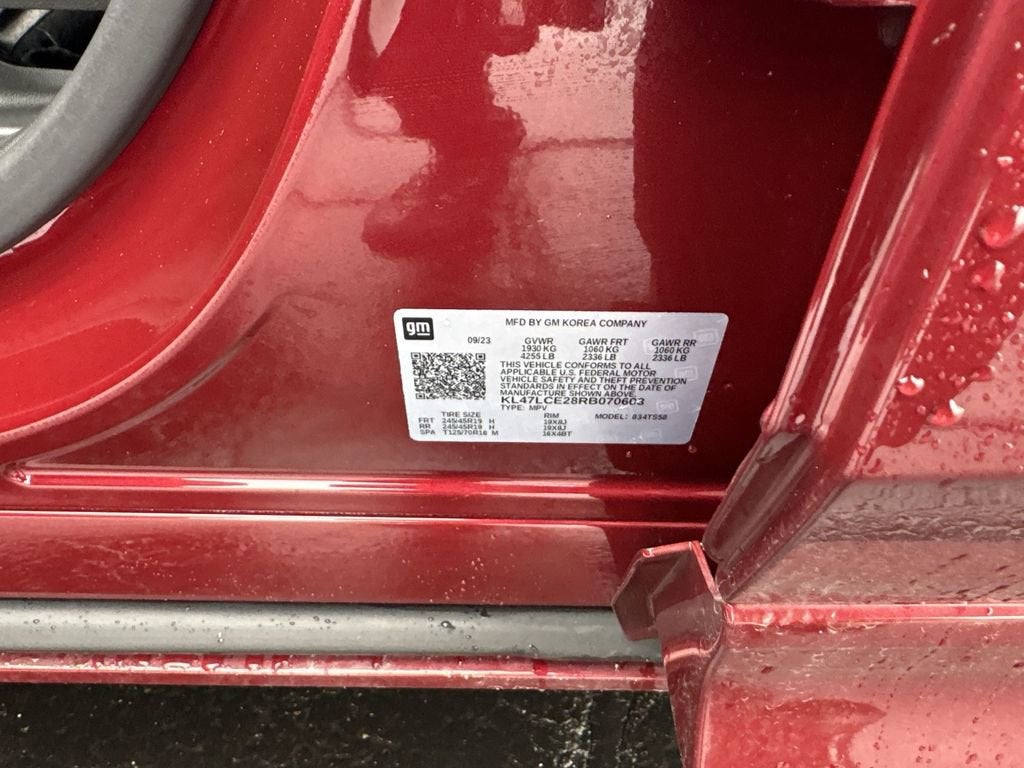 gm
MFD BY GM KOREA COMPANY
09/23 GVWR GAWR FRT GAWR RR
1930 KG 1060 KG 1060 KG
4255 LB 2336 LB 2336 LB
THIS VEHICLE CONFORMS TO ALL
APPLICABLE U.S. FEDERAL MOTOR
VEHICLE SAFETY AND THEFT PREVENTION
STANDARDS IN EFFECT ON THE DATE OF
MANUFACTURE SHOWN ABOVE.
KL47LCE28RB070603
TYPE: MPV MODEL: 834TS58
TIRE SIZE RIM
FRT 245/45R19 H 19X8J
RR 245/45R19 H 19X8J
SPA T125/70R16 M 16X4BT